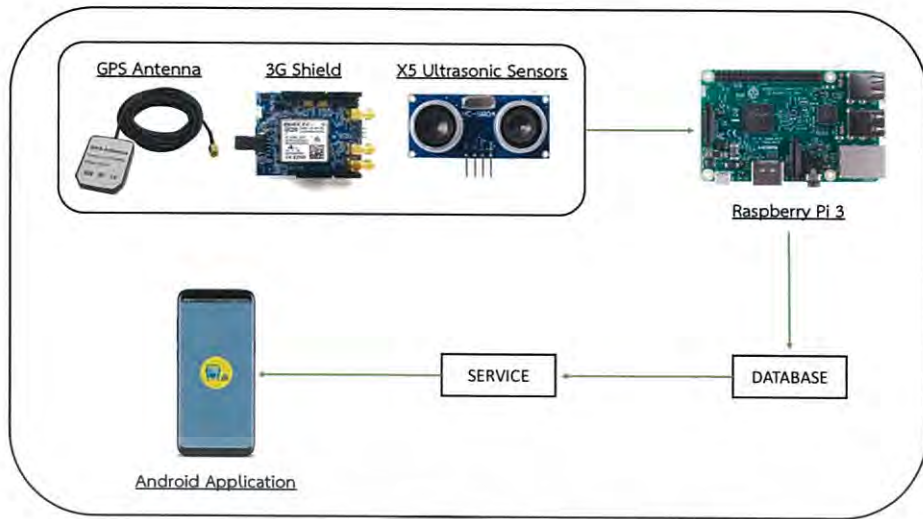 GPS Antenna
3G Shield
X5 Ultrasonic Sensors
Raspberry Pi 3
SERVICE
DATABASE
Android Application